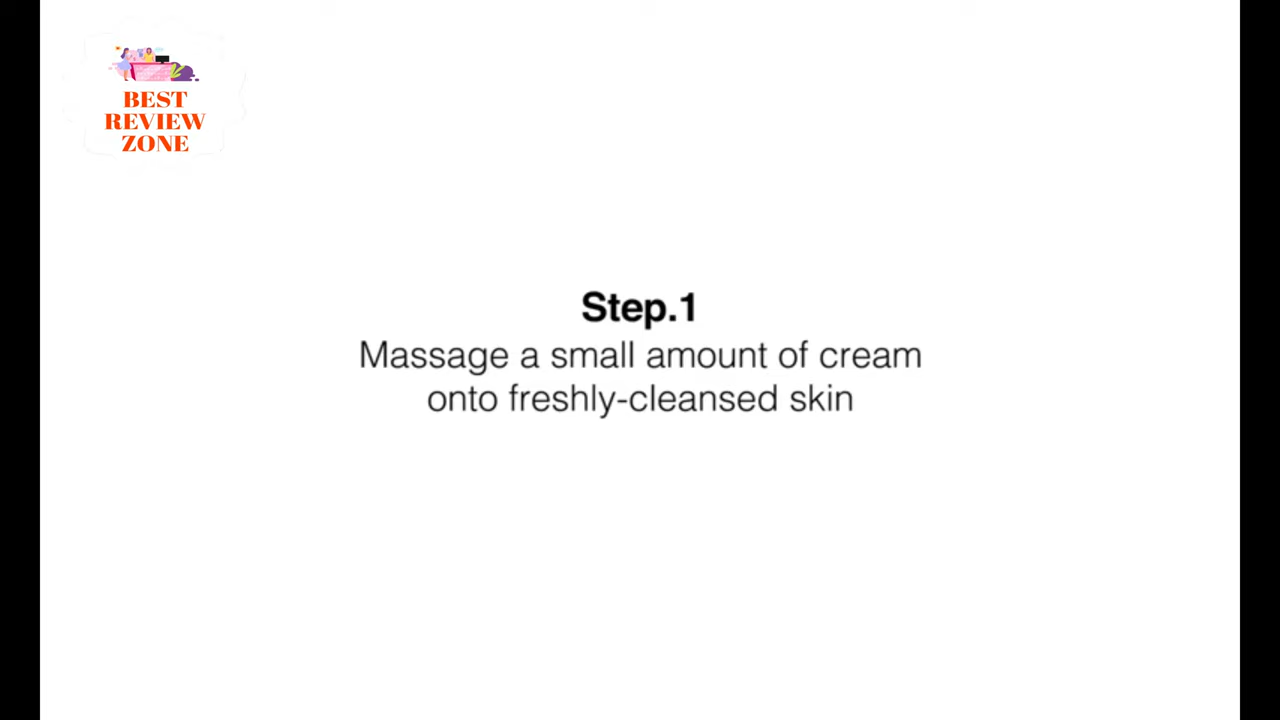 BEST
REVIEW
ZONE
Step.1
Massage a small amount of cream
onto freshly-cleansed skin